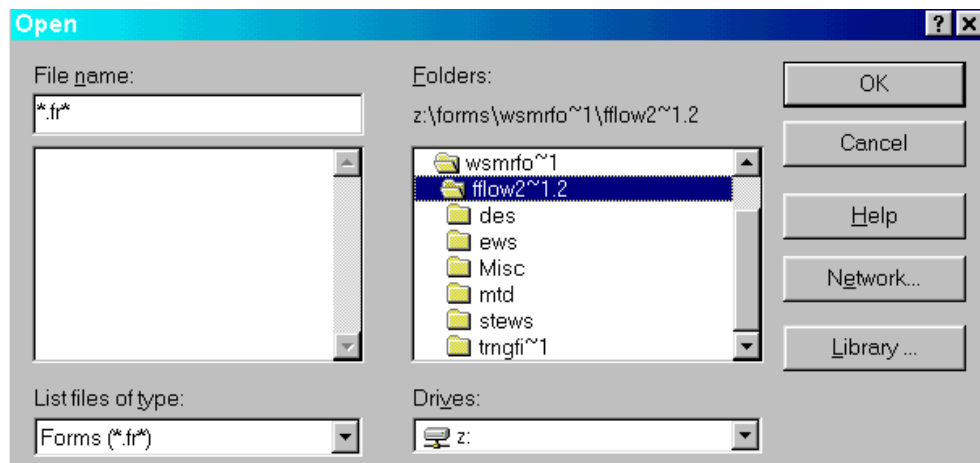 Open
File name:
*.fr*
List files of type:
Forms (*.fr*)
Folders:
z:\forms\wsmrfo~1\fflow2~1.2
wsmrfo~1
fflow2~1.2
des
ews
Misc
mtd
stews
trngfi~1
Drives:
z:
OK
Cancel
Help
Network...
Library ...